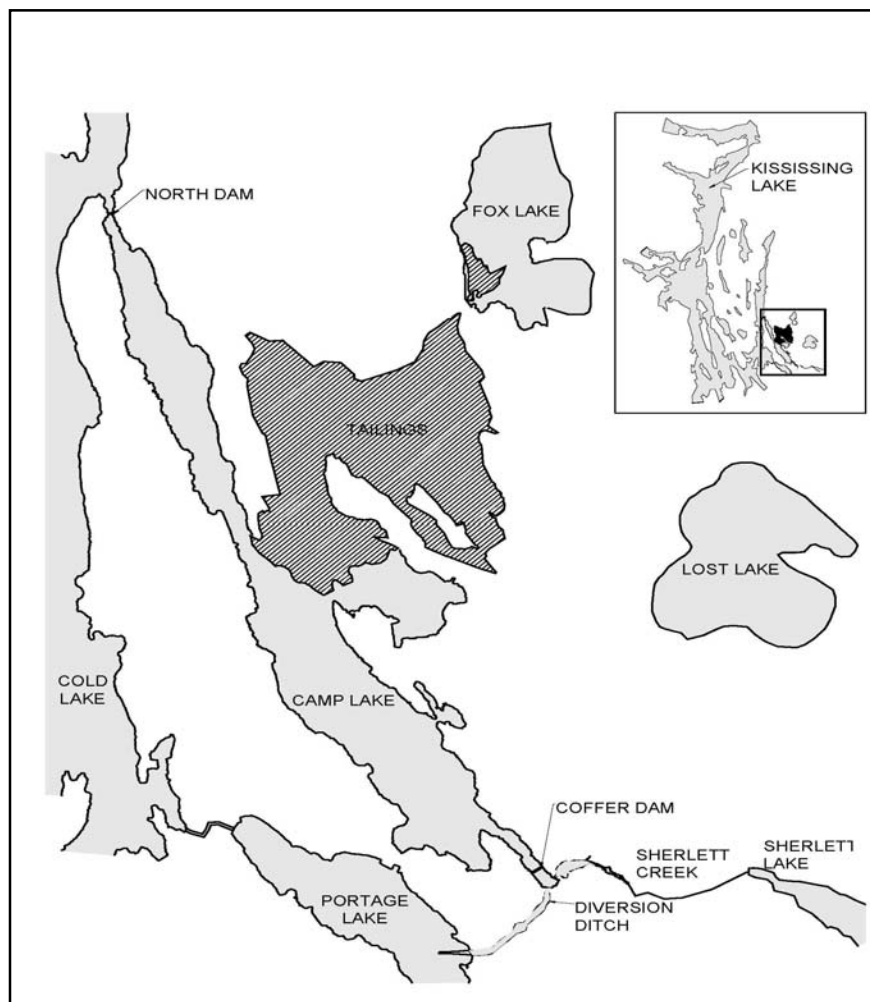 NORTH DAM
FOX LAKE
KISSISSING
LAKE
TAILINGS
LOST LAKE
COLD
LAKE
CAMP LAKE
COFFER DAM
SHERLETT
CREEK
SHERLETT
LAKE
PORTAGE
LAKE
DIVERSION
DITCH